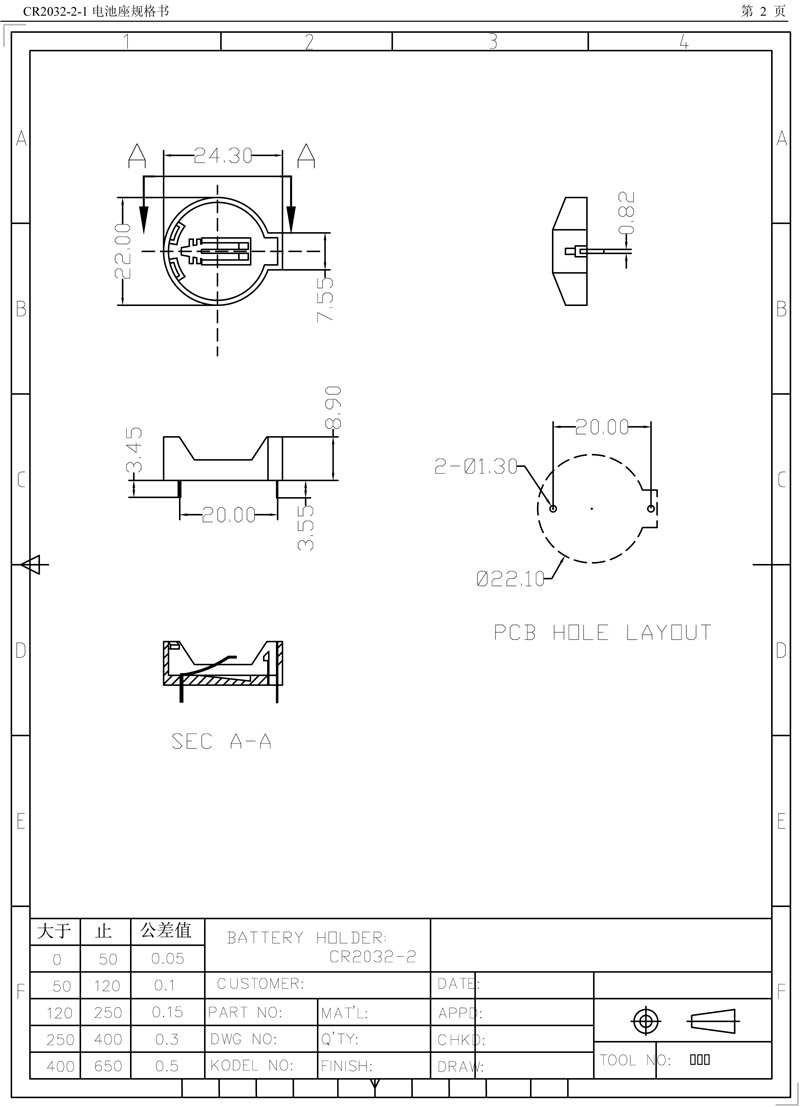 CR2032-2-1 电池座规格书 第 2 页
1 2 3 4
A A
A 24.30 A
0.82
22.00
7.55
B B
8.90
3.45
20.00
2-Ø1.30
C C
20.00
3.55
Ø22.10
PCB HOLE LAYOUT
D D
SEC A-A
E E
大于 止 公差值
BATTERY HOLDER:
0 50 0.05
CR2032-2
F F
50 120 0.1 CUSTOMER: DATE:
120 250 0.15 PART NO: MAT'L: APPD:
250 400 0.3 DWG NO: Q'TY: CHKD:
400 650 0.5 KODEL NO: FINISH: DRAW:
TOOL NO: